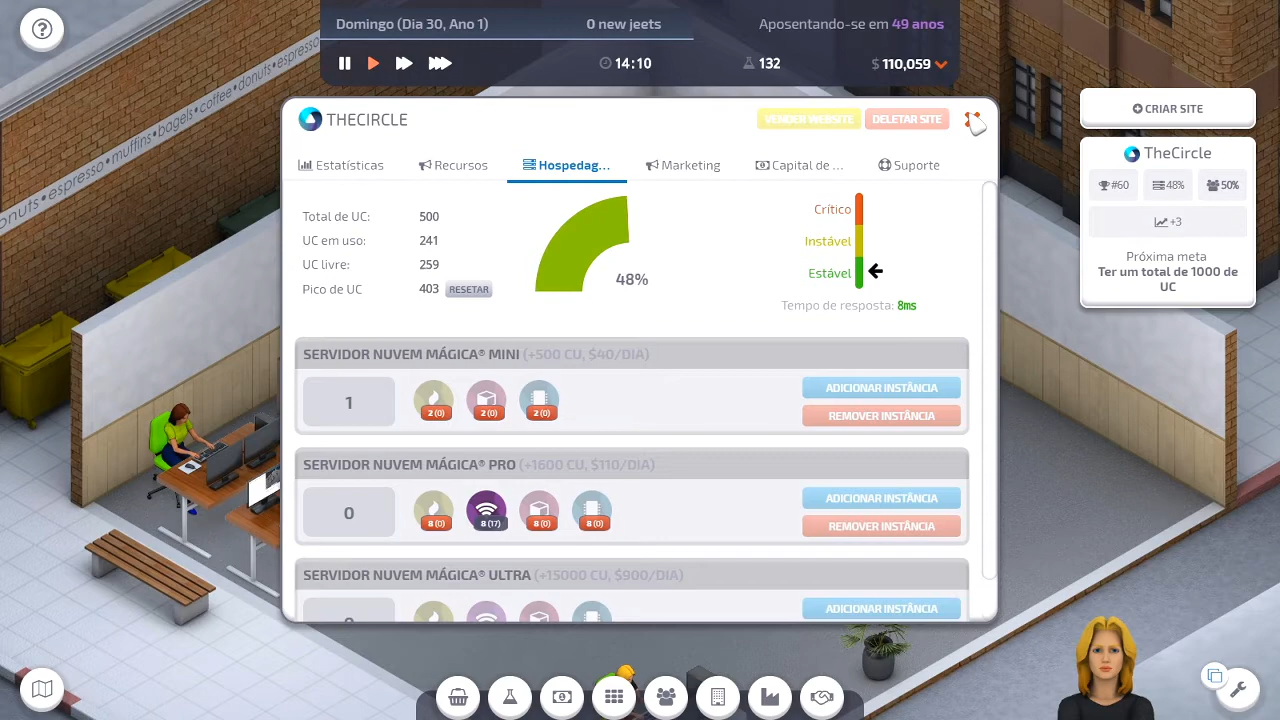 Domingo (Dia 30, Ano 1)
0 new jeets
Aposentando-se em 49 anos
14:10
132
$ 110,059
donuts • espresso • muffins • bagels • coffee • donuts • espresso
THECIRCLE
VENDER WEBSITE
DELETAR SITE
Estatísticas
Recursos
Hospedag...
Marketing
Capital de ...
Suporte
Total de UC: 500
UC em uso: 241
UC livre: 259
Pico de UC 403 RESETAR
48%
Crítico
Instável
Estável
Tempo de resposta: 8ms
SERVIDOR NUVEM MÁGICA® MINI (+500 CU, $40/DIA)
1
2 (0)
2 (0)
2 (0)
ADICIONAR INSTÂNCIA
REMOVER INSTÂNCIA
SERVIDOR NUVEM MÁGICA® PRO (+1600 CU, $110/DIA)
0
8 (0)
8 (17)
8 (0)
8 (0)
ADICIONAR INSTÂNCIA
REMOVER INSTÂNCIA
SERVIDOR NUVEM MÁGICA® ULTRA (+15000 CU, $900/DIA)
ADICIONAR INSTÂNCIA
CRIAR SITE
TheCircle
#60
48%
50%
+3
Próxima meta
Ter um total de 1000 de
UC